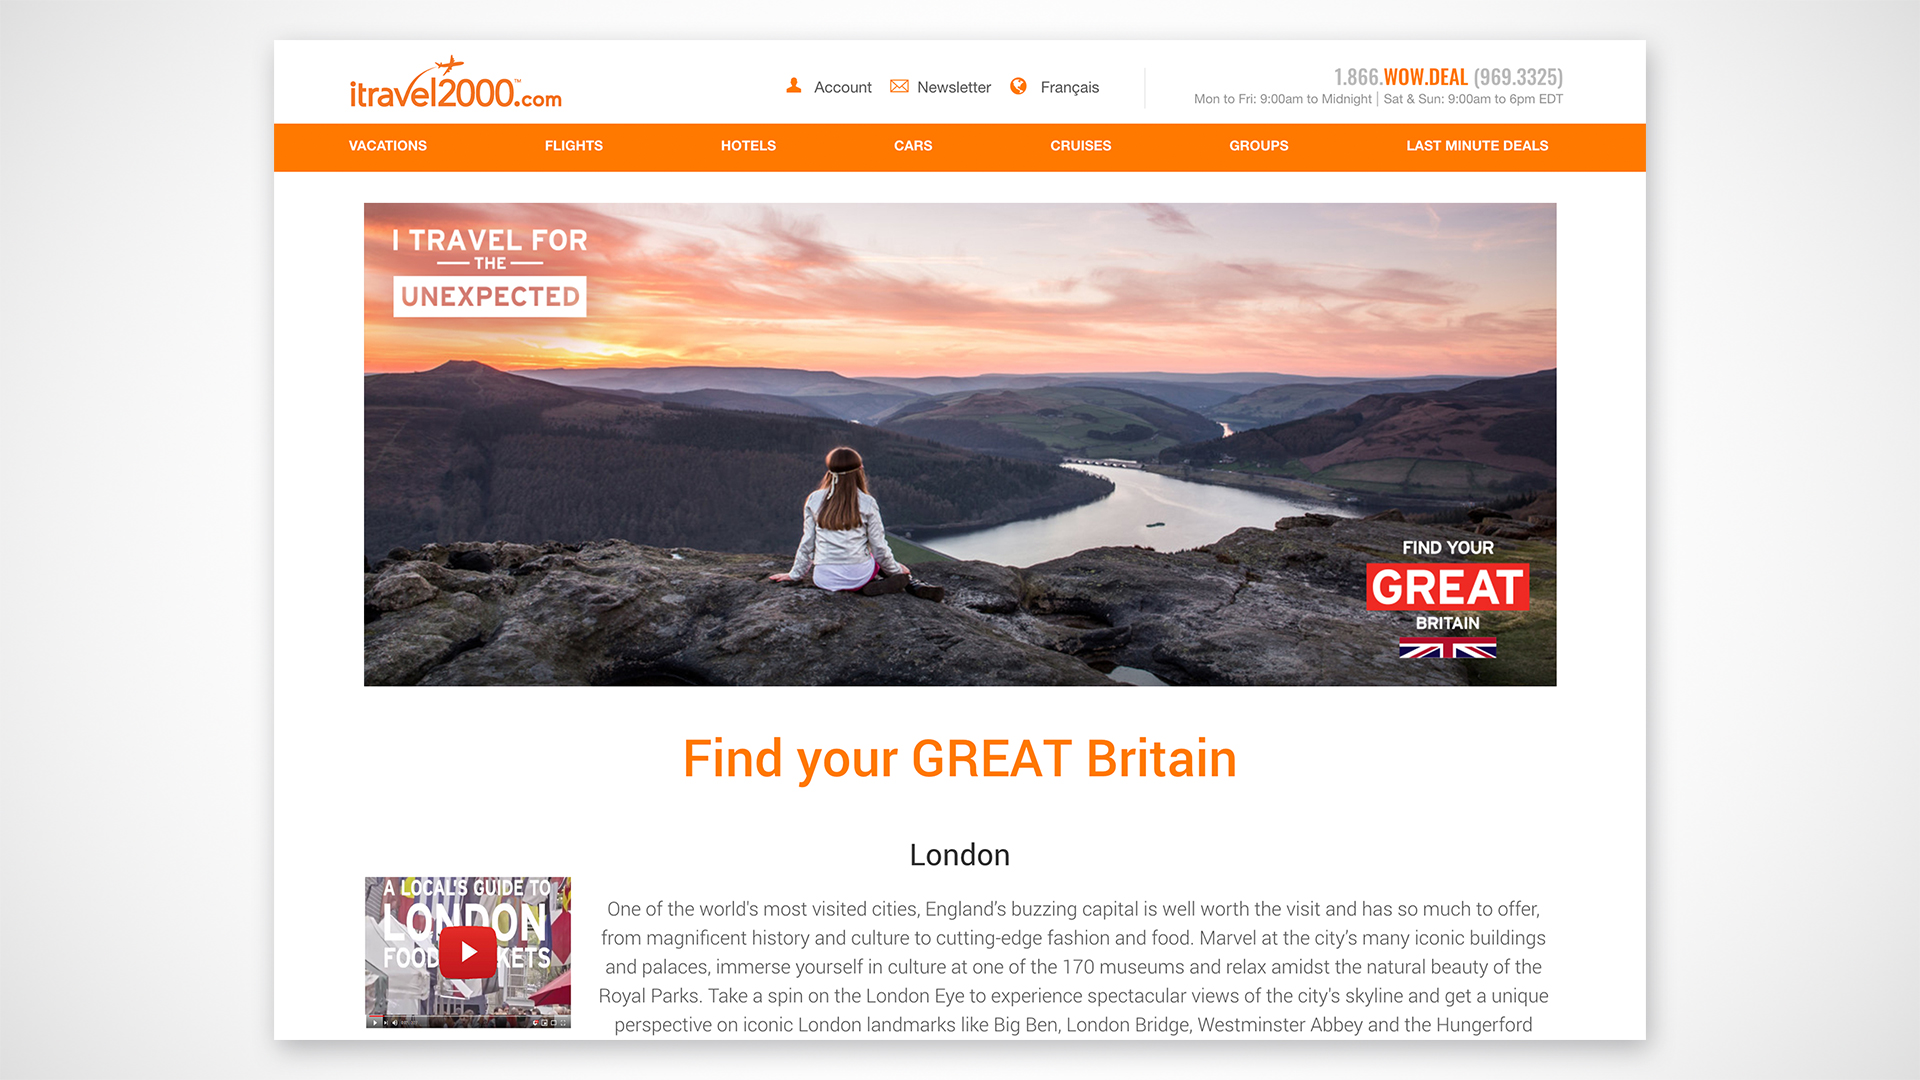 itravel2000.com™
Account
Newsletter
Français
1.866.WOW.DEAL (969.3325)
Mon to Fri: 9:00am to Midnight | Sat & Sun: 9:00am to 6pm EDT
VACATIONS
FLIGHTS
HOTELS
CARS
CRUISES
GROUPS
LAST MINUTE DEALS
I TRAVEL FOR
THE
UNEXPECTED
FIND YOUR
GREAT
BRITAIN
Find your GREAT Britain
London
A LOCAL'S GUIDE TO
LONDON
FOOD
One of the world's most visited cities, England’s buzzing capital is well worth the visit and has so much to offer,
from magnificent history and culture to cutting-edge fashion and food. Marvel at the city’s many iconic buildings
and palaces, immerse yourself in culture at one of the 170 museums and relax amidst the natural beauty of the
Royal Parks. Take a spin on the London Eye to experience spectacular views of the city's skyline and get a unique
perspective on iconic London landmarks like Big Ben, London Bridge, Westminster Abbey and the Hungerford